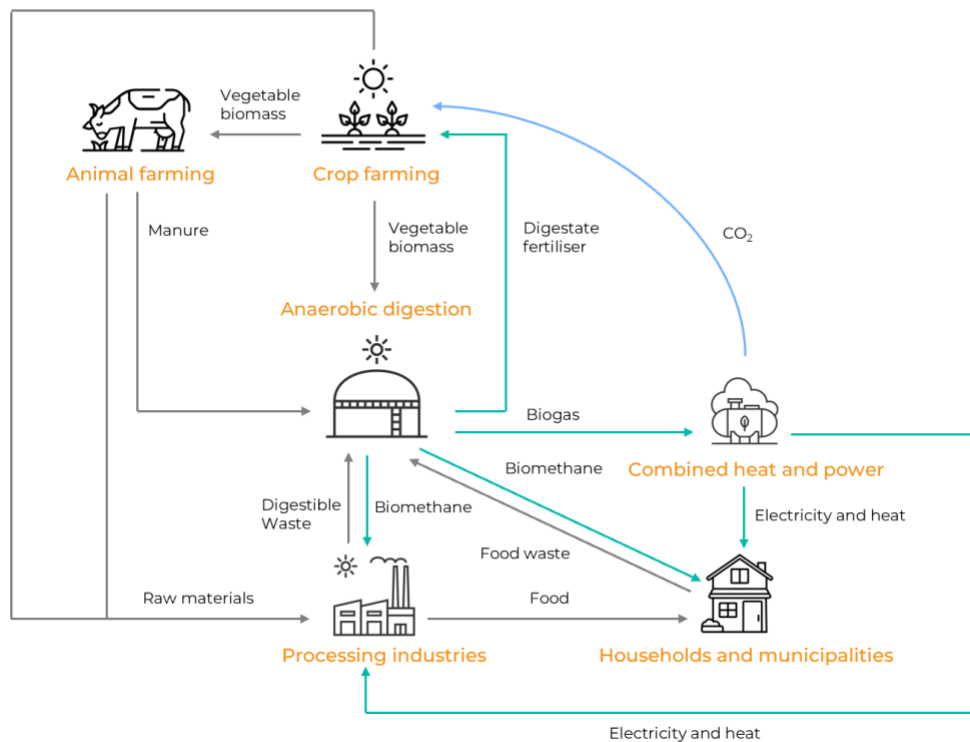 Vegetable
biomass
Animal farming
Crop farming
Manure
Vegetable
biomass
Digestate
fertiliser
CO₂
Anaerobic digestion
Biogas
Biomethane
Combined heat and power
Digestible
Waste
Biomethane
Electricity and heat
Food waste
Raw materials
Food
Processing industries
Households and municipalities
Electricity and heat